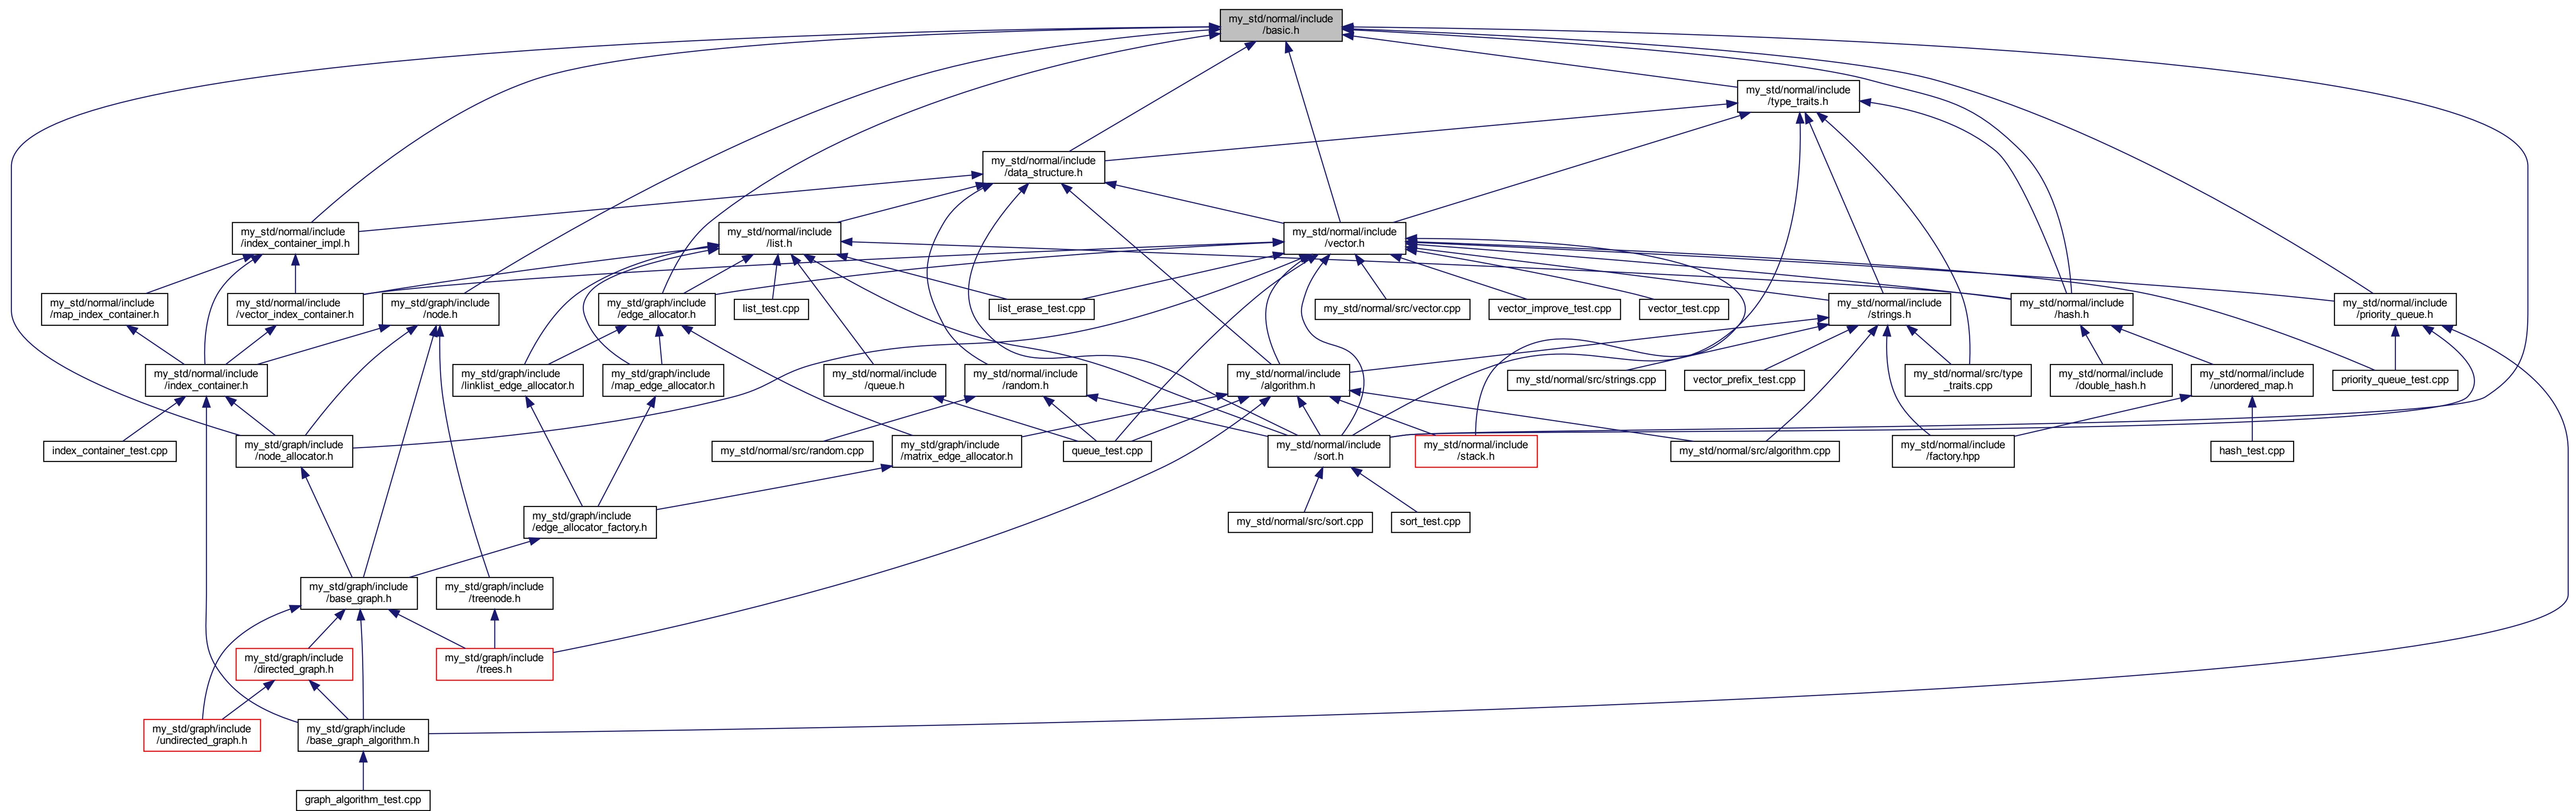 my_std/normal/include
/basic.h
my_std/normal/include
/type_traits.h
my_std/normal/include
/data_structure.h
my_std/normal/include
/index_container_impl.h
my_std/normal/include
/list.h
my_std/normal/include
/vector.h
my_std/normal/include
/map_index_container.h
my_std/normal/include
/vector_index_container.h
my_std/graph/include
/node.h
my_std/graph/include
/edge_allocator.h
list_test.cpp
list_erase_test.cpp
my_std/normal/src/vector.cpp
vector_improve_test.cpp
vector_test.cpp
my_std/normal/include
/strings.h
my_std/normal/include
/hash.h
my_std/normal/include
/priority_queue.h
my_std/normal/include
/index_container.h
my_std/graph/include
/linklist_edge_allocator.h
my_std/graph/include
/map_edge_allocator.h
my_std/normal/include
/queue.h
my_std/normal/include
/random.h
my_std/normal/include
/algorithm.h
my_std/normal/src/strings.cpp
vector_prefix_test.cpp
my_std/normal/src/type
_traits.cpp
my_std/normal/include
/double_hash.h
my_std/normal/include
/unordered_map.h
priority_queue_test.cpp
index_container_test.cpp
my_std/graph/include
/node_allocator.h
my_std/normal/src/random.cpp
my_std/graph/include
/matrix_edge_allocator.h
queue_test.cpp
my_std/normal/include
/sort.h
my_std/normal/include
/stack.h
my_std/normal/src/algorithm.cpp
my_std/normal/include
/factory.hpp
hash_test.cpp
my_std/graph/include
/edge_allocator_factory.h
my_std/normal/src/sort.cpp
sort_test.cpp
my_std/graph/include
/base_graph.h
my_std/graph/include
/treenode.h
my_std/graph/include
/directed_graph.h
my_std/graph/include
/trees.h
my_std/graph/include
/undirected_graph.h
my_std/graph/include
/base_graph_algorithm.h
graph_algorithm_test.cpp